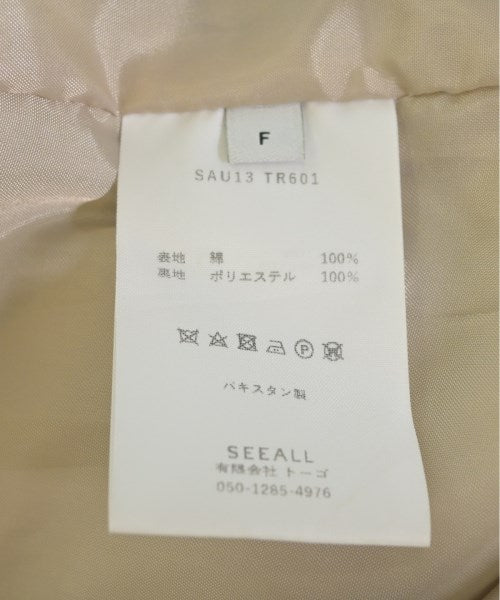 F
SAU13 TR601
表地 綿 100%
裏地 ポリエステル 100%
パキスタン製
SEEALL
有限会社 トーゴ
050-1285-4976